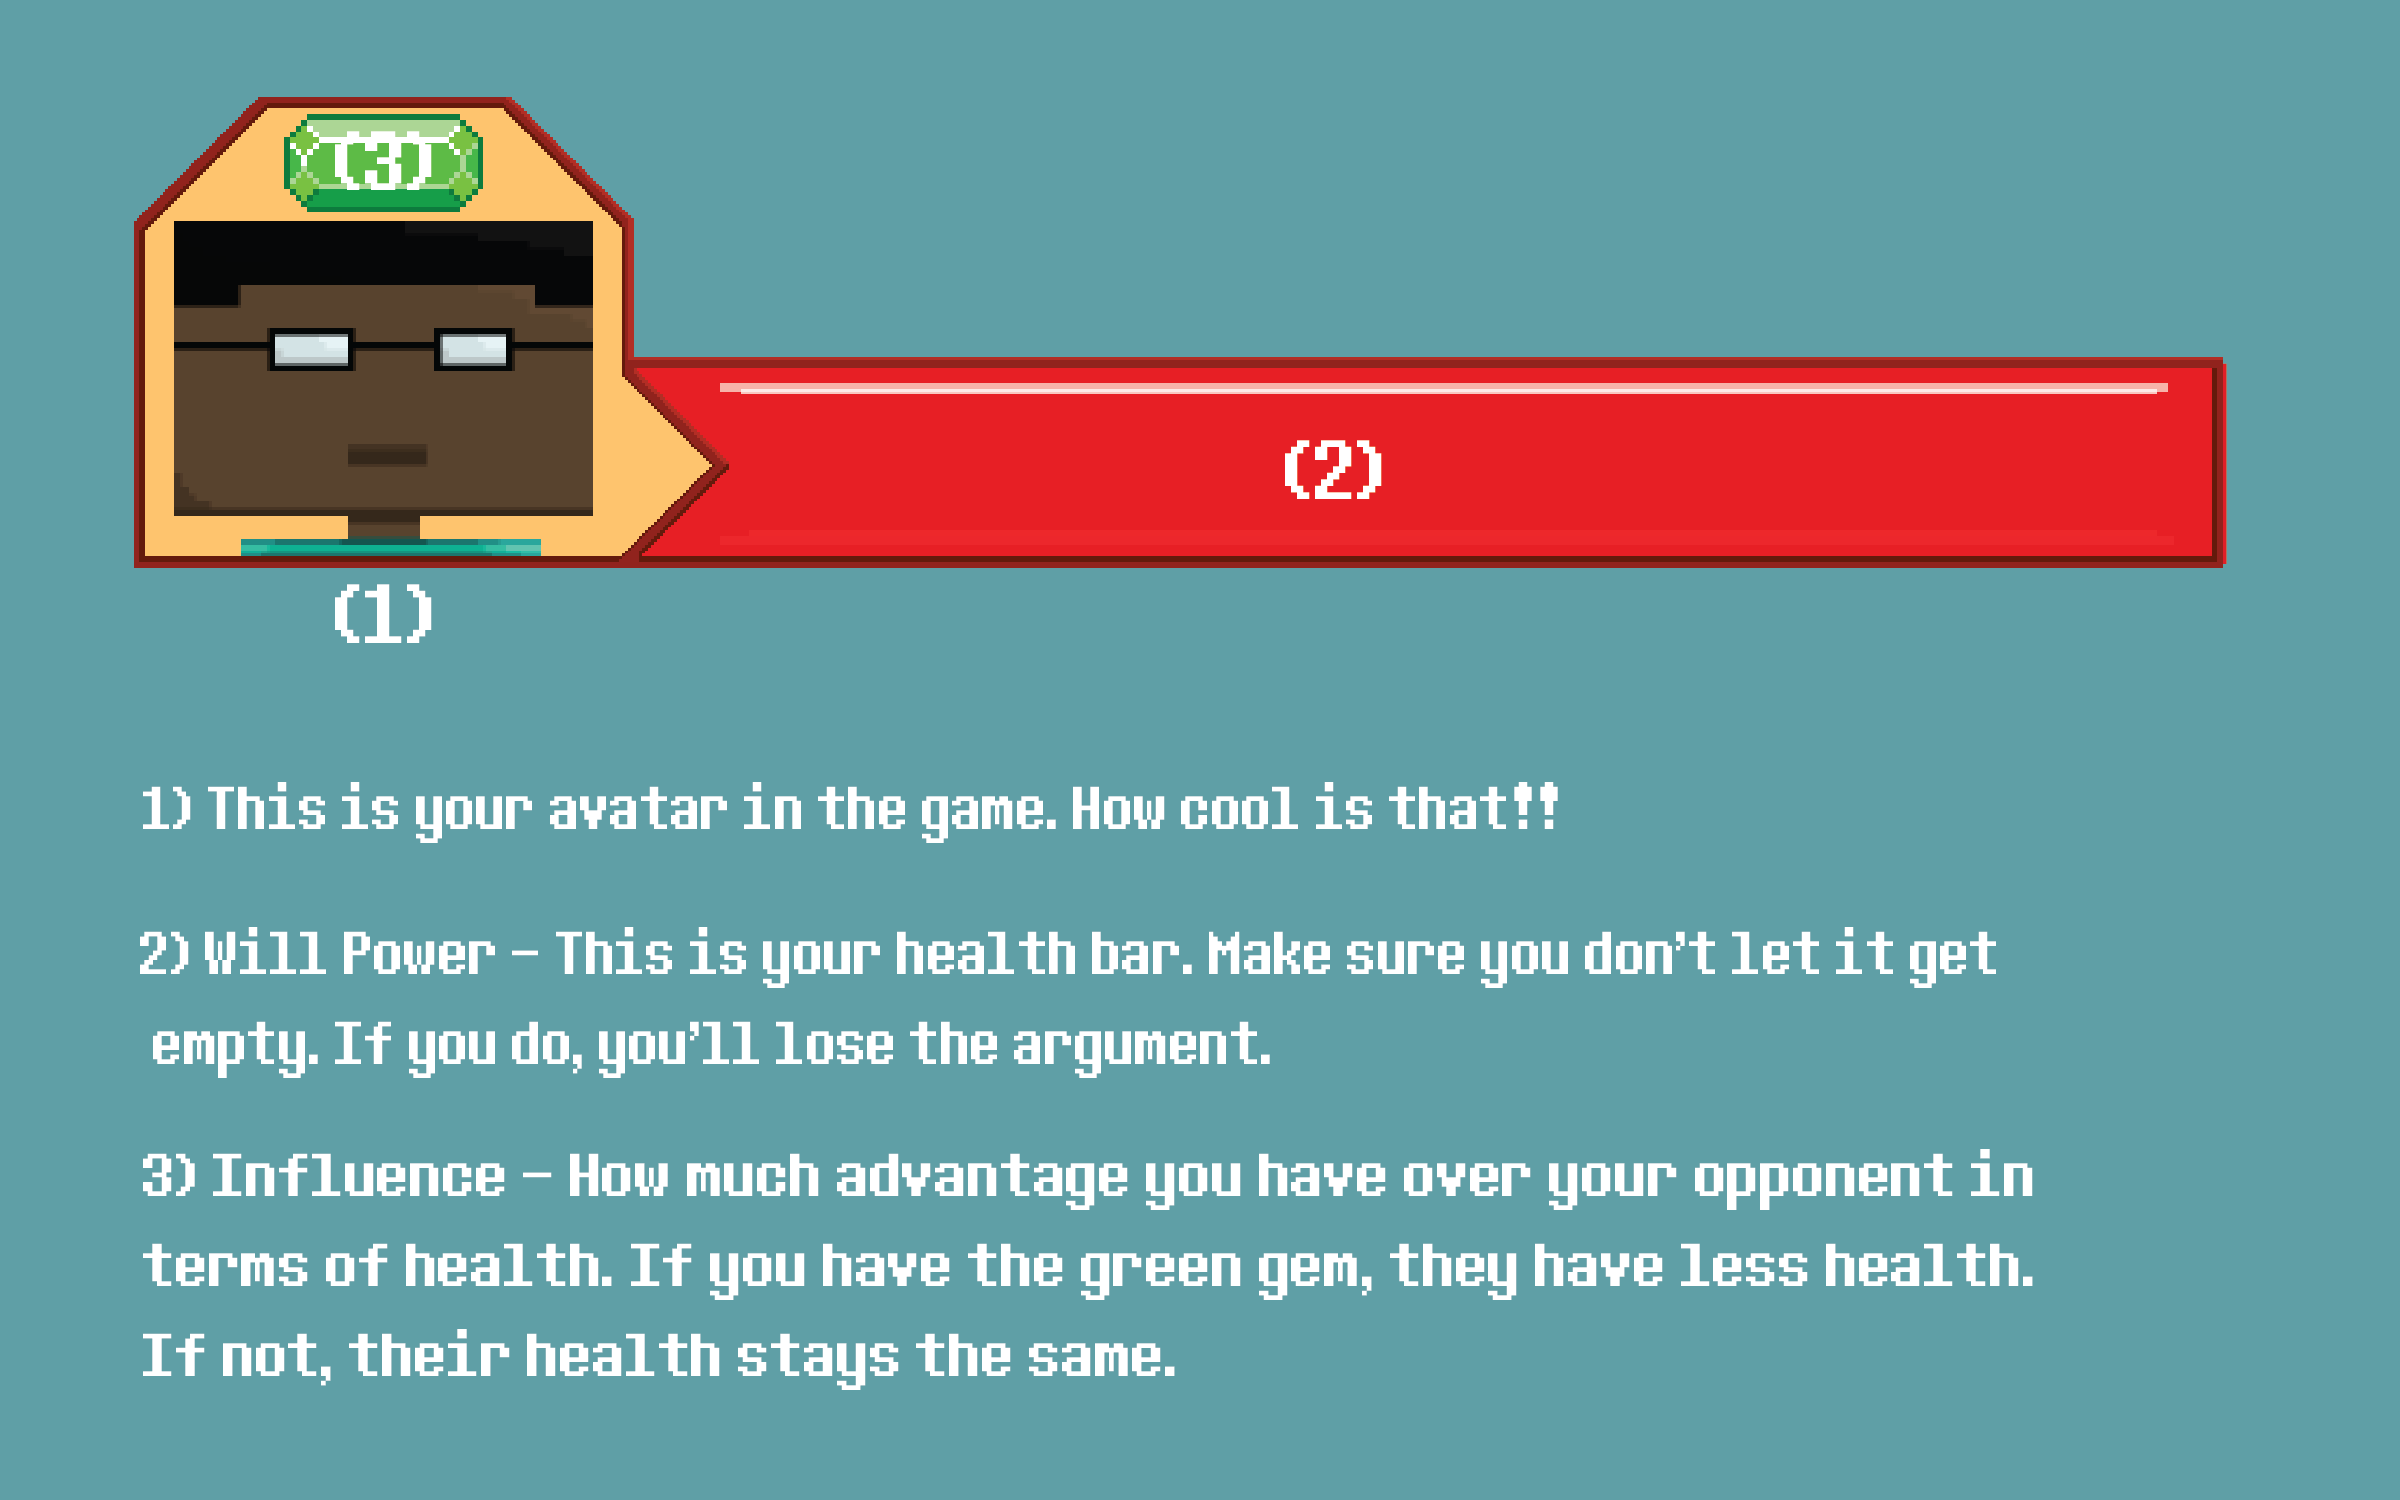 (3)
(2)
(1)
1) This is your avatar in the game. How cool is that!!
2) Will Power - This is your health bar. Make sure you don't let it get
empty. If you do, you'll lose the argument.
3) Influence - How much advantage you have over your opponent in
terms of health. If you have the green gem, they have less health.
If not, their health stays the same.